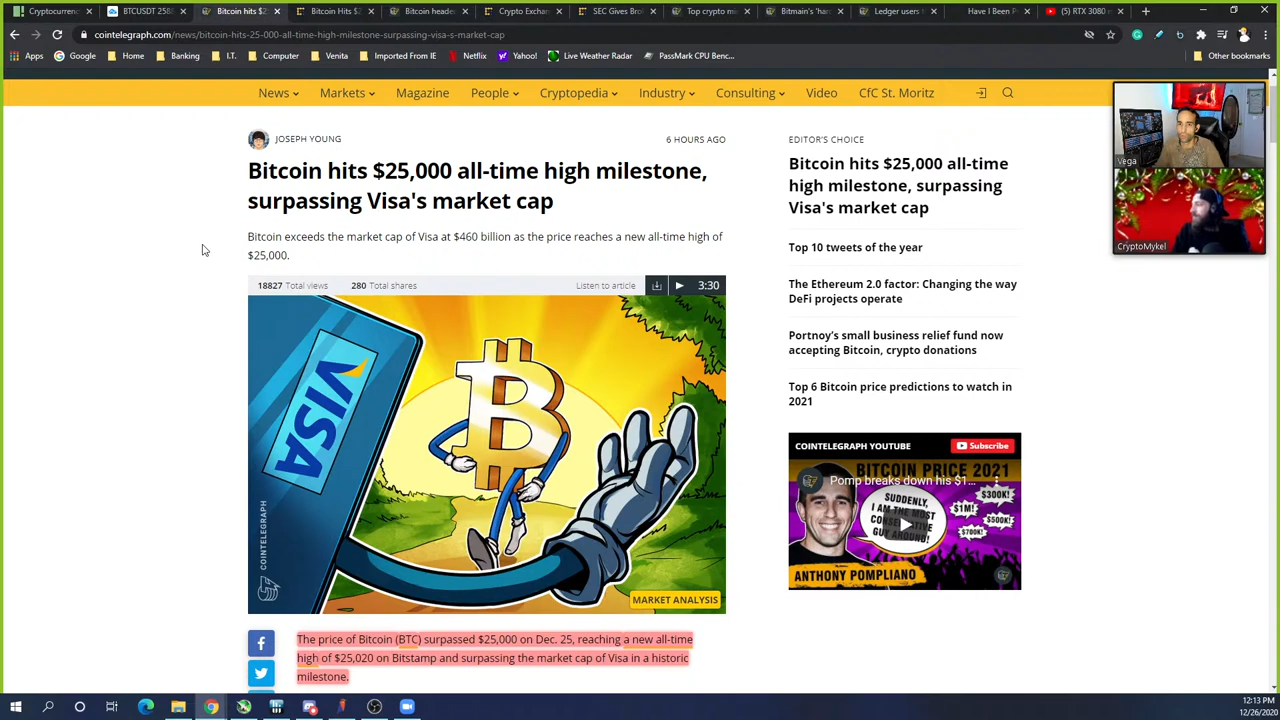 Cryptocurrenc
BTCUSDT 2588
Bitcoin hits $2
Bitcoin Hits $2
Bitcoin heade
Crypto Exchan
SEC Gives Bro
Top crypto mi
Bitmain's 'hard
Ledger users
Have I Been P
(5) RTX 3080 m
cointelegraph.com/news/bitcoin-hits-25-000-all-time-high-milestone-surpassing-visa-s-market-cap
Apps
Google
Home
Banking
I.T.
Computer
Venita
Imported From IE
Netflix
Yahoo!
Live Weather Radar
PassMark CPU Benc...
Other bookmarks
News
Markets
Magazine
People
Cryptopedia
Industry
Consulting
Video
CfC St. Moritz
JOSEPH YOUNG
6 HOURS AGO
Bitcoin hits $25,000 all-time high milestone,
surpassing Visa's market cap
Bitcoin exceeds the market cap of Visa at $460 billion as the price reaches a new all-time high of
$25,000.
18827 Total views
280 Total shares
Listen to article
3:30
VISA
B
COINTELEGRAPH
MARKET ANALYSIS
The price of Bitcoin (BTC) surpassed $25,000 on Dec. 25, reaching a new all-time
high of $25,020 on Bitstamp and surpassing the market cap of Visa in a historic
milestone.
EDITOR'S CHOICE
Bitcoin hits $25,000 all-time
high milestone, surpassing
Visa's market cap
Top 10 tweets of the year
The Ethereum 2.0 factor: Changing the way
DeFi projects operate
Portnoy's small business relief fund now
accepting Bitcoin, crypto donations
Top 6 Bitcoin price predictions to watch in
2021
COINTELEGRAPH YOUTUBE
Subscribe
BITCOIN PRICE 2021
Pomp breaks down his $1...
SUDDENLY,
I AM THE MOST
CONSERVATIVE
GUY AROUND!
$300K!
$1M!
$500K!
$700K!
ANTHONY POMPLIANO
Vega
CryptoMykel
12:13 PM
12/26/2020